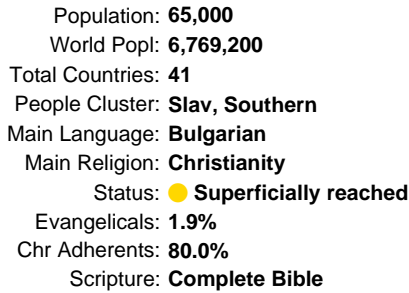 Population: 65,000
World Popl: 6,769,200
Total Countries: 41
People Cluster: Slav, Southern
Main Language: Bulgarian
Main Religion: Christianity
Status: Superficially reached
Evangelicals: 1.9%
Chr Adherents: 80.0%
Scripture: Complete Bible